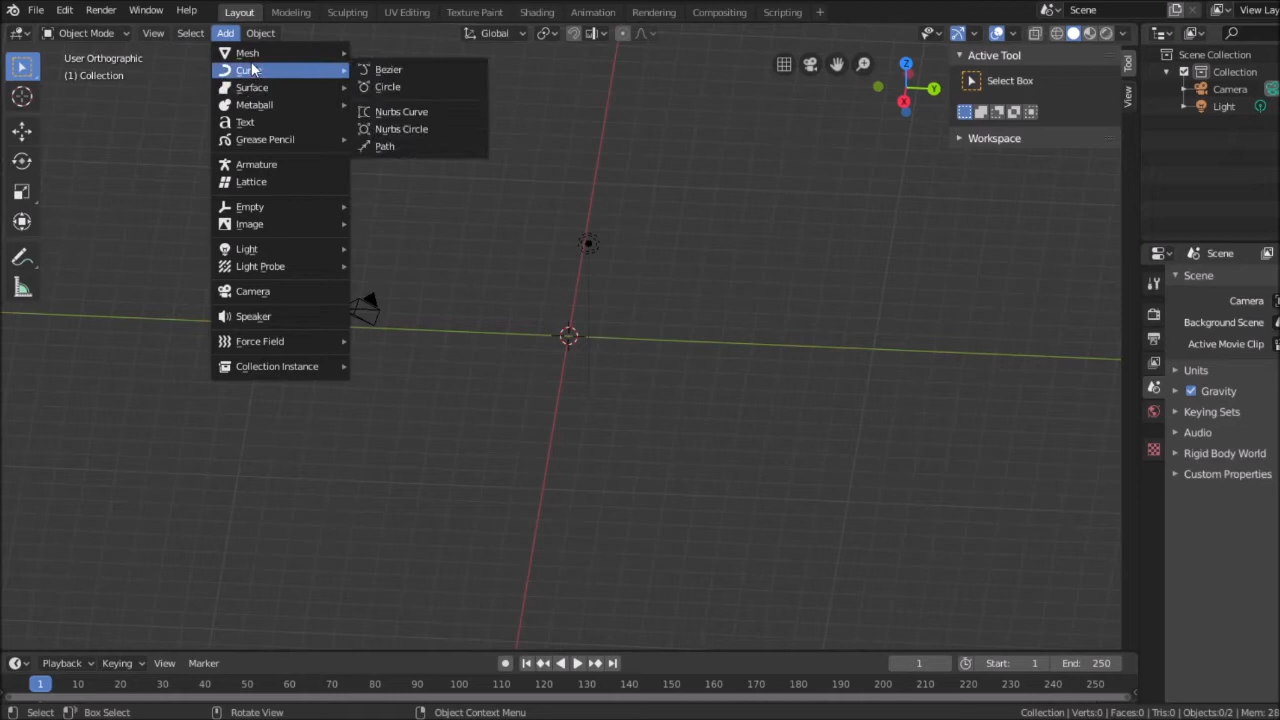 File Edit Render Window Help Layout Modeling Sculpting UV Editing Texture Paint Shading Animation Rendering Compositing Scripting + Scene View Lay
Object Mode View Select Add Object Global
User Orthographic
(1) Collection
Mesh
Surface
Metaball
Text
Grease Pencil
Armature
Lattice
Empty
Image
Light
Light Probe
Camera
Speaker
Force Field
Collection Instance
Bezier
Circle
Nurbs Curve
Nurbs Circle
Path
Z
Y
X
Active Tool
Select Box
Workspace
Tool
View
Scene Collection
Collection
Camera
Light
Scene
Scene
Camera
Background Scene
Active Movie Clip
Units
Gravity
Keying Sets
Audio
Rigid Body World
Custom Properties
Playback Keying View Marker 1 Start: 1 End: 250
1 10 20 30 40 50 60 70 80 90 100 110 120 130 140 150 160 170 180 190 200 210 220 230 240 250
Select Box Select Rotate View Object Context Menu Collection | Verts:0 | Faces:0 | Tris:0 | Objects:0/2 | Mem: 28